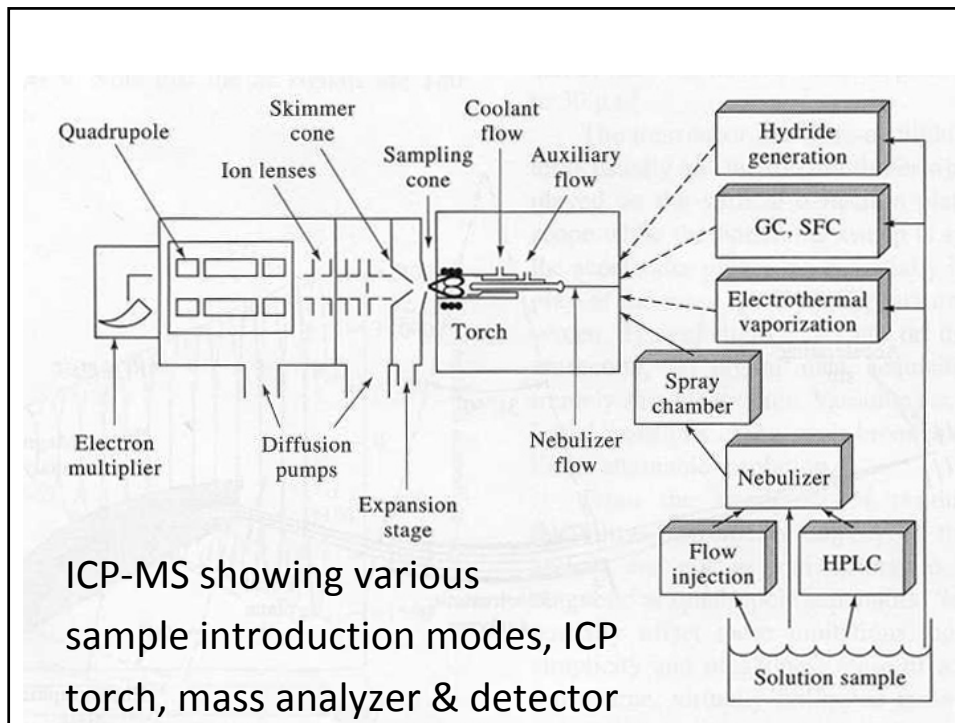 Quadrupole
Skimmer
cone
Ion lenses
Sampling
cone
Coolant
flow
Auxiliary
flow
Hydride
generation
GC, SFC
Electrothermal
vaporization
Torch
Spray
chamber
Electron
multiplier
Diffusion
pumps
Expansion
stage
Nebulizer
flow
Nebulizer
Flow
injection
HPLC
Solution sample
ICP-MS showing various
sample introduction modes, ICP
torch, mass analyzer & detector